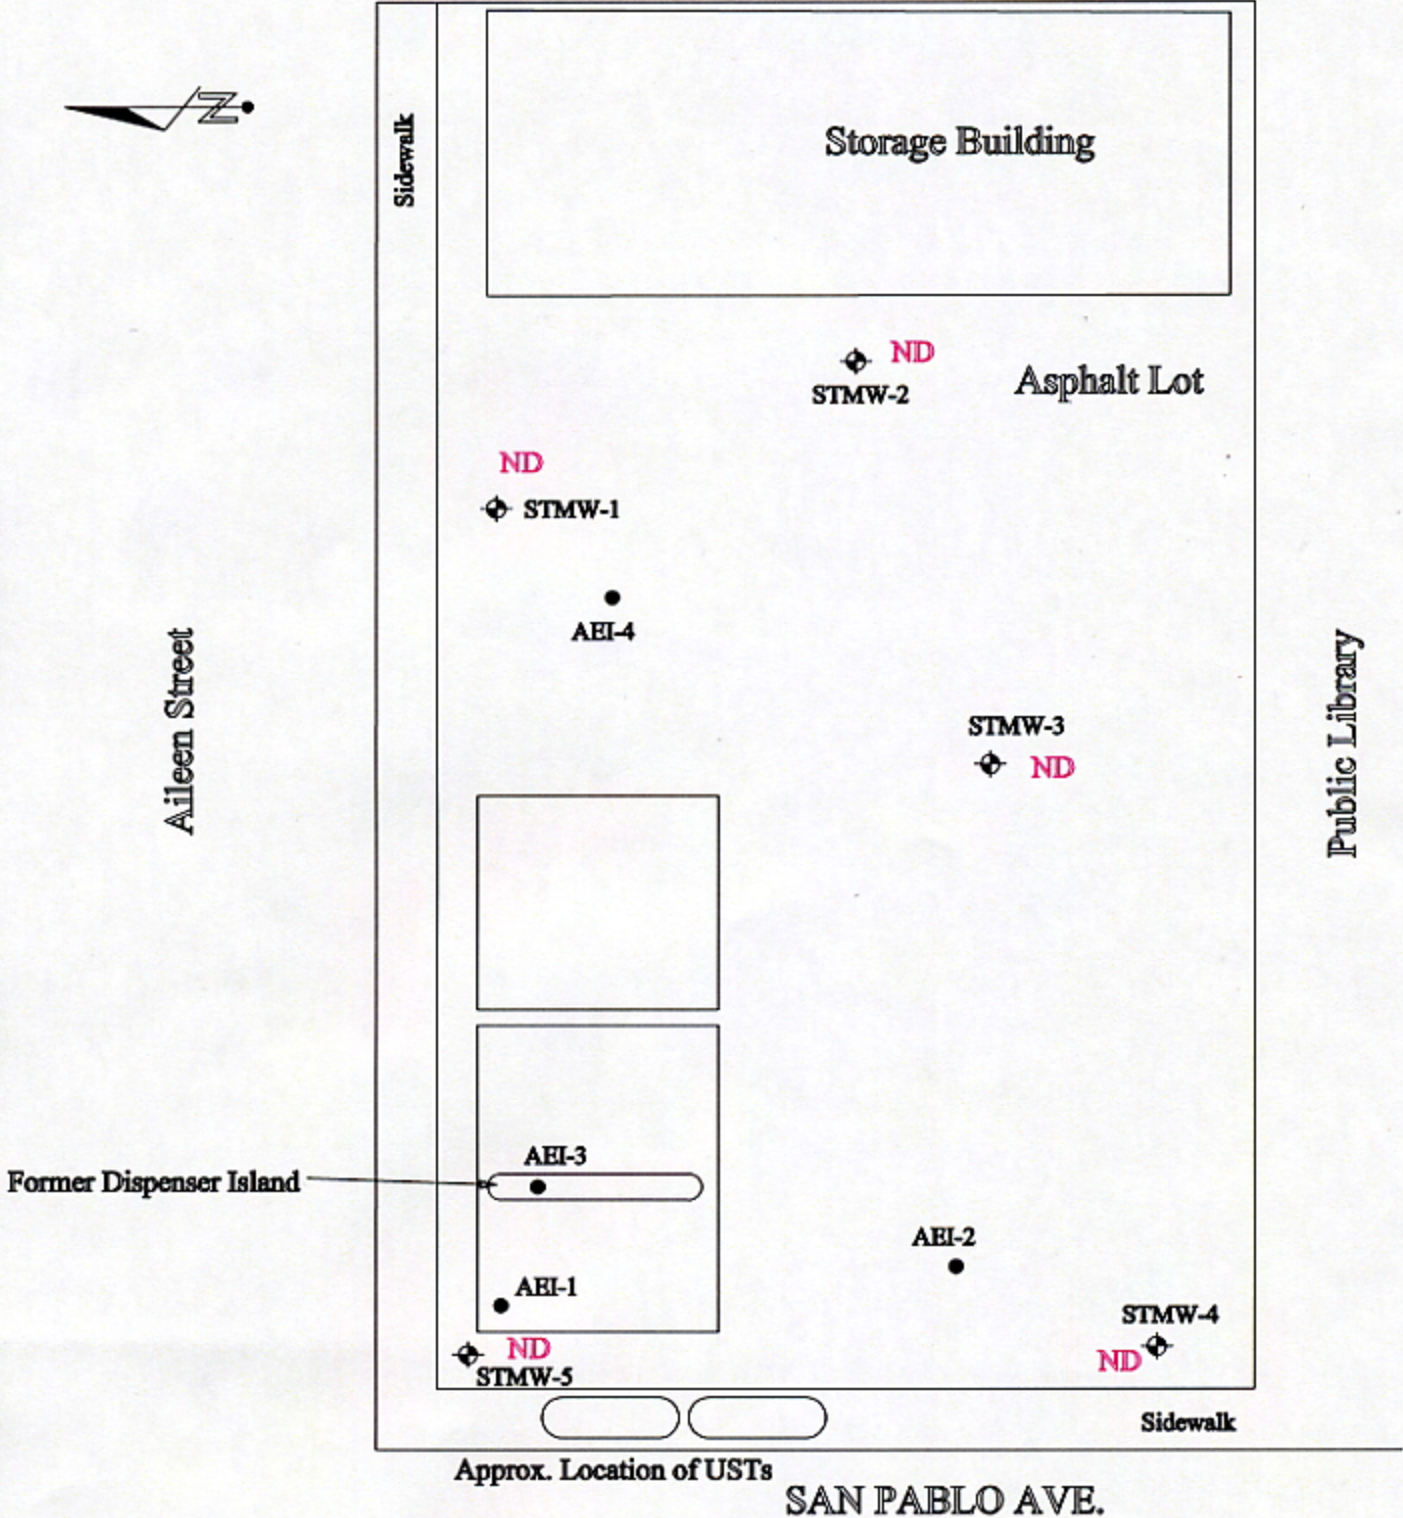 N
Sidewalk
Storage Building
ND
STMW-2
Asphalt Lot
ND
STMW-1
AEI-4
Aileen Street
STMW-3
ND
Public Library
AEI-3
Former Dispenser Island
AEI-2
AEI-1
STMW-4
ND
ND
STMW-5
Sidewalk
Approx. Location of USTs
SAN PABLO AVE.